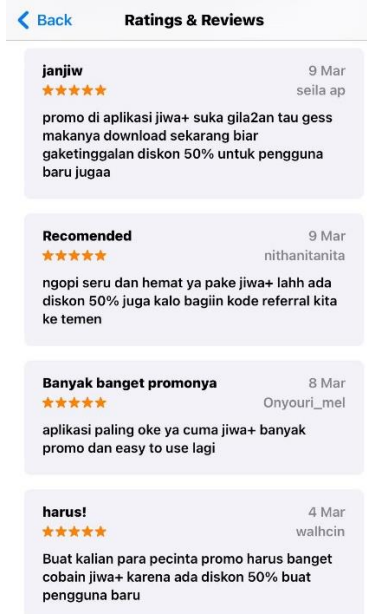 Back
Ratings & Reviews
janjiw
9 Mar
seila ap
promo di aplikasi jiwa+ suka gila2an tau gess
makanya download sekarang biar
gaketinggalan diskon 50% untuk pengguna
baru jugaa
Recomended
9 Mar
nithanitanita
ngopi seru dan hemat ya pake jiwa+ lahh ada
diskon 50% juga kalo bagiin kode referral kita
ke temen
Banyak banget promonya
8 Mar
Onyouri_mel
aplikasi paling oke ya cuma jiwa+ banyak
promo dan easy to use lagi
harus!
4 Mar
walhcin
Buat kalian para pecinta promo harus banget
cobain jiwa+ karena ada diskon 50% buat
pengguna baru